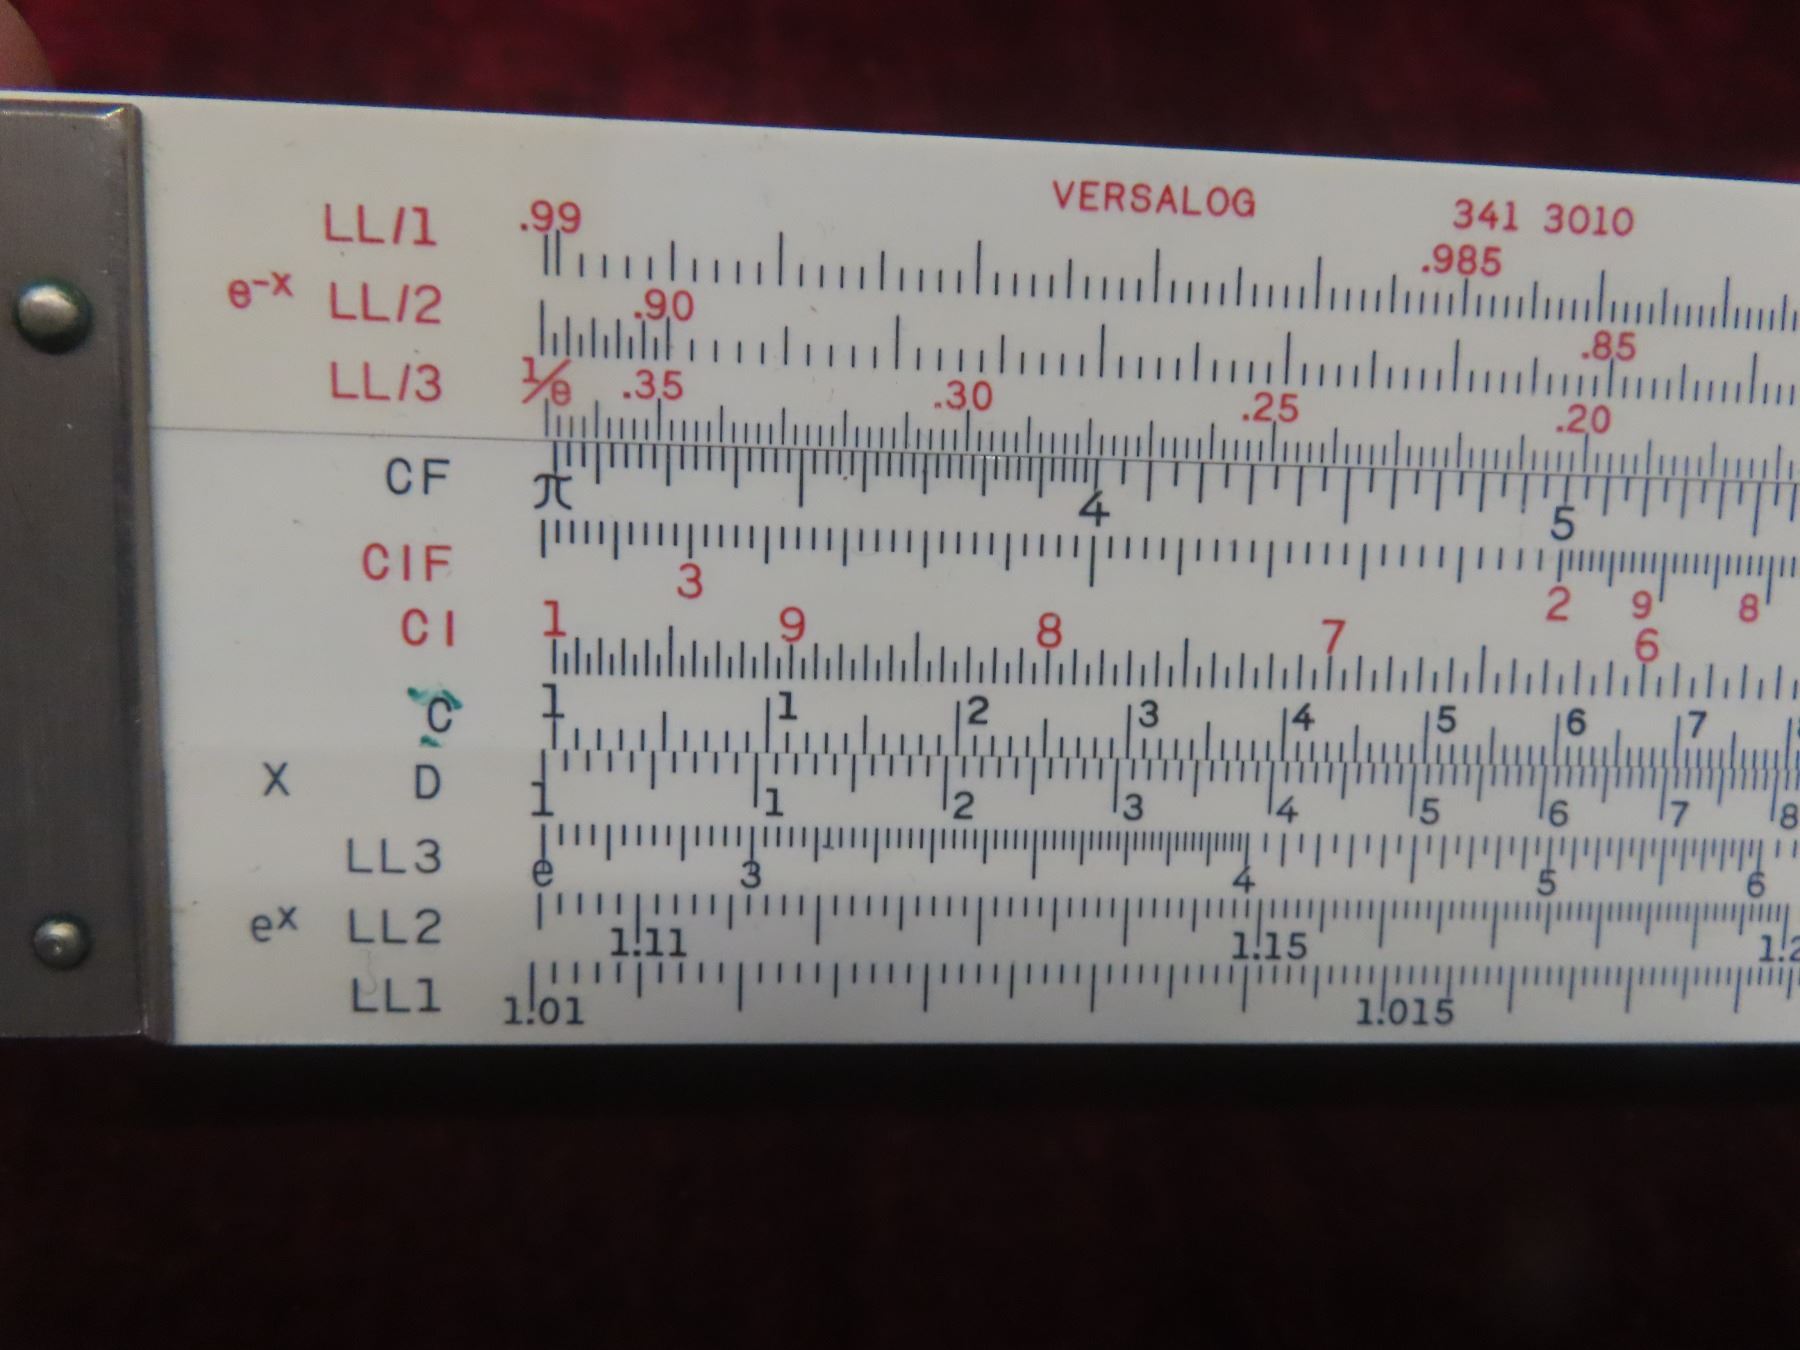 VERSALOG 341 3010
LL/1 .99 .985
e-x LL/2 .90 .85
LL/3 1/e .35 .30 .25 .20
CF π 4 5
CIF 3 2 9 8
CI 1 9 8 7 6
C 1 1 2 3 4 5 6 7
X D 1 1 2 3 4 5 6 7 8
LL3 e 3 4 5 6
ex LL2 1.11 1.15 1.2
LL1 1.01 1.015